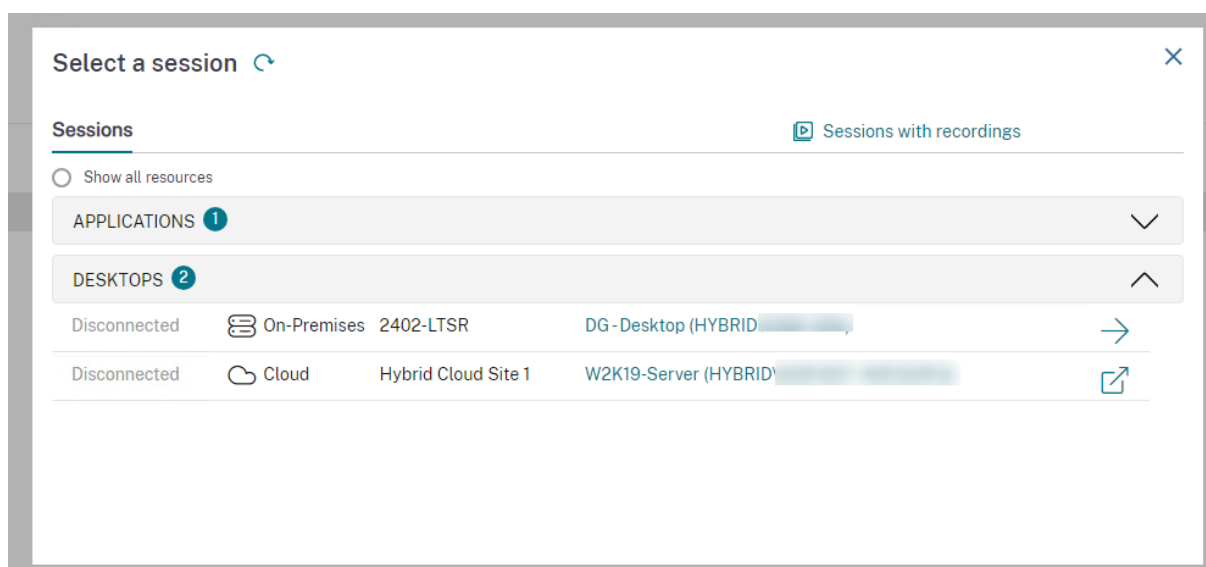 Select a session
Sessions
Sessions with recordings
Show all resources
APPLICATIONS 1
DESKTOPS 2
Disconnected On-Premises 2402-LTSR DG-Desktop (HYBRID
Disconnected Cloud Hybrid Cloud Site 1 W2K19-Server (HYBRID